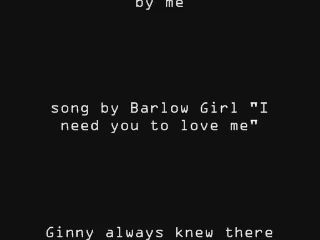 by me
song by Barlow Girl "I
need you to love me"
Ginny always knew there